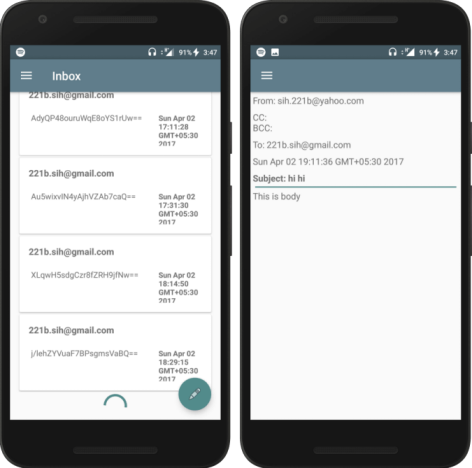 91% 3:47
Inbox
221b.sih@gmail.com
AdyQP48ouruWqE8oYS1rUw==
Sun Apr 02
17:11:28
GMT+05:30
2017
221b.sih@gmail.com
Au5wixvIN4yAjhVZAb7caQ==
Sun Apr 02
17:31:30
GMT+05:30
2017
221b.sih@gmail.com
XLqwH5sdgCzr8fZRH9jfNw==
Sun Apr 02
18:14:50
GMT+05:30
2017
221b.sih@gmail.com
j/lehZYVuaF7BPsgmsVaBQ==
Sun Apr 02
18:29:15
GMT+05:30
2017
91% 3:47
From: sih.221b@yahoo.com
CC:
BCC:
To: 221b.sih@gmail.com
Sun Apr 02 19:11:36 GMT+05:30 2017
Subject: hi hi
This is body